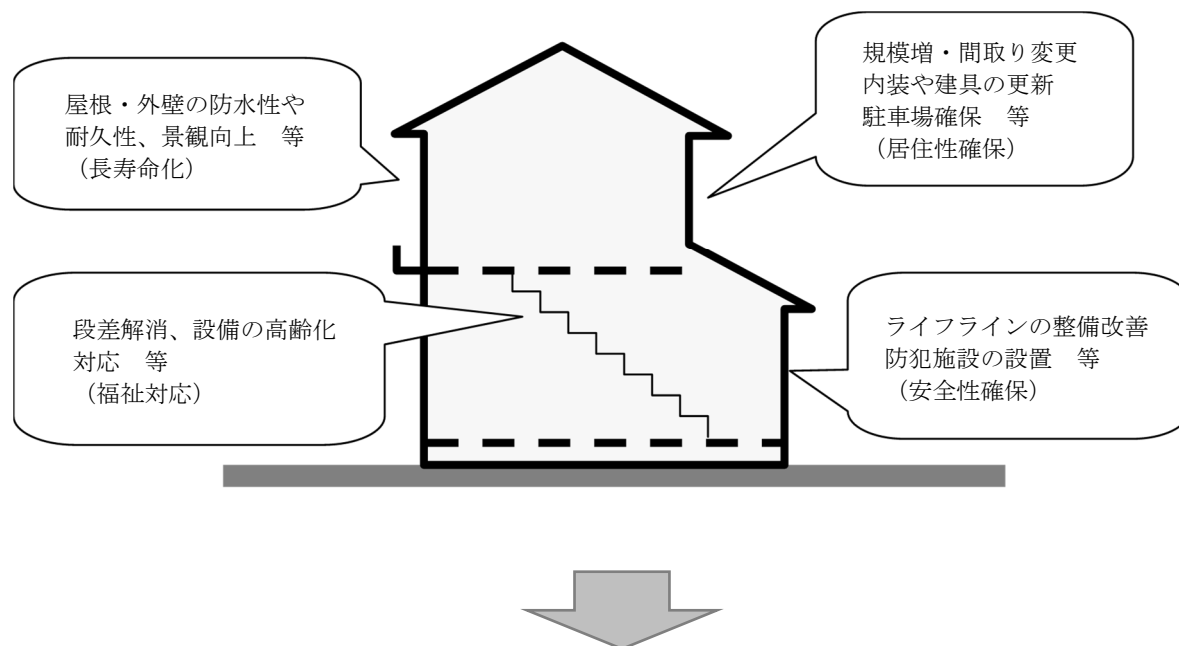 屋根・外壁の防水性や
耐久性、景観向上　等
（長寿命化）
規模増・間取り変更
内装や建具の更新
駐車場確保　等
（居住性確保）
段差解消、設備の高齢化
対応　等
（福祉対応）
ライフラインの整備改善
防犯施設の設置　等
（安全性確保）